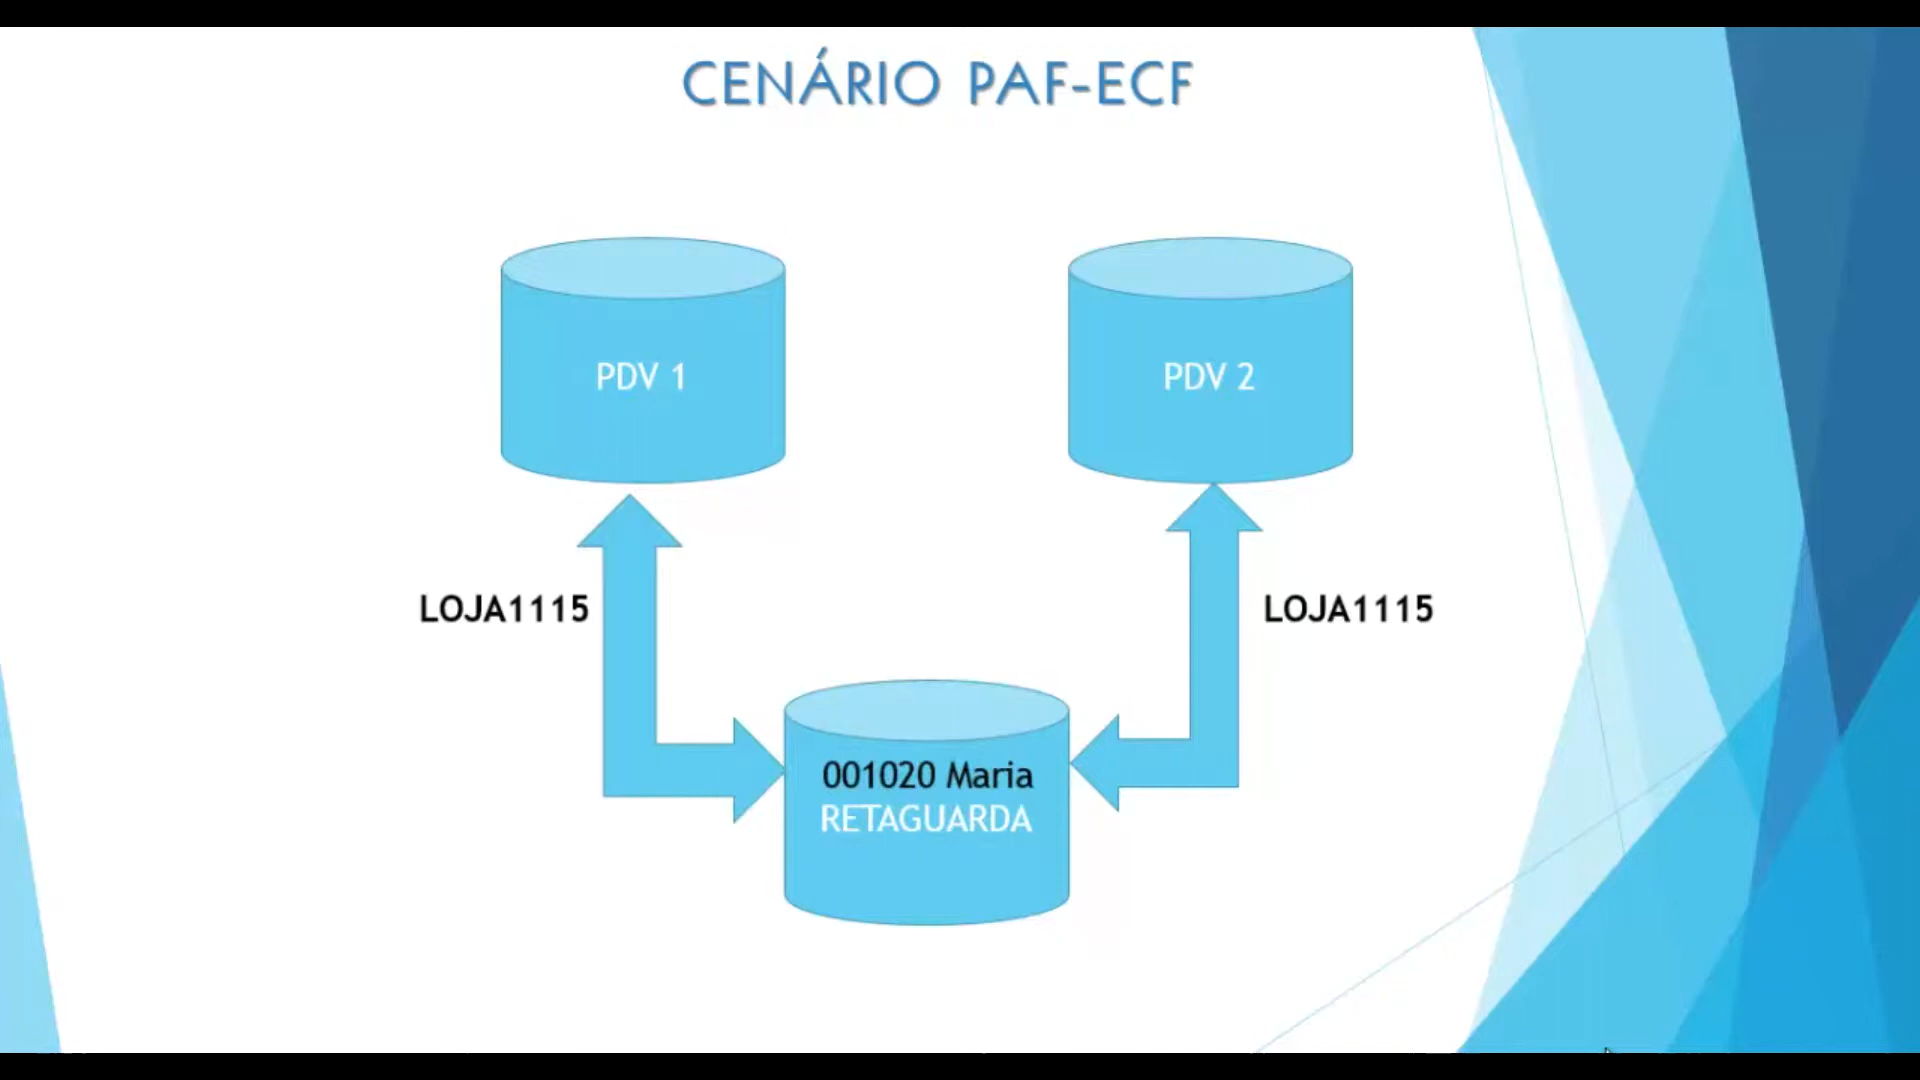 CENÁRIO PAF-ECF
PDV 1
PDV 2
LOJA1115
LOJA1115
001020 Maria
RETAGUARDA